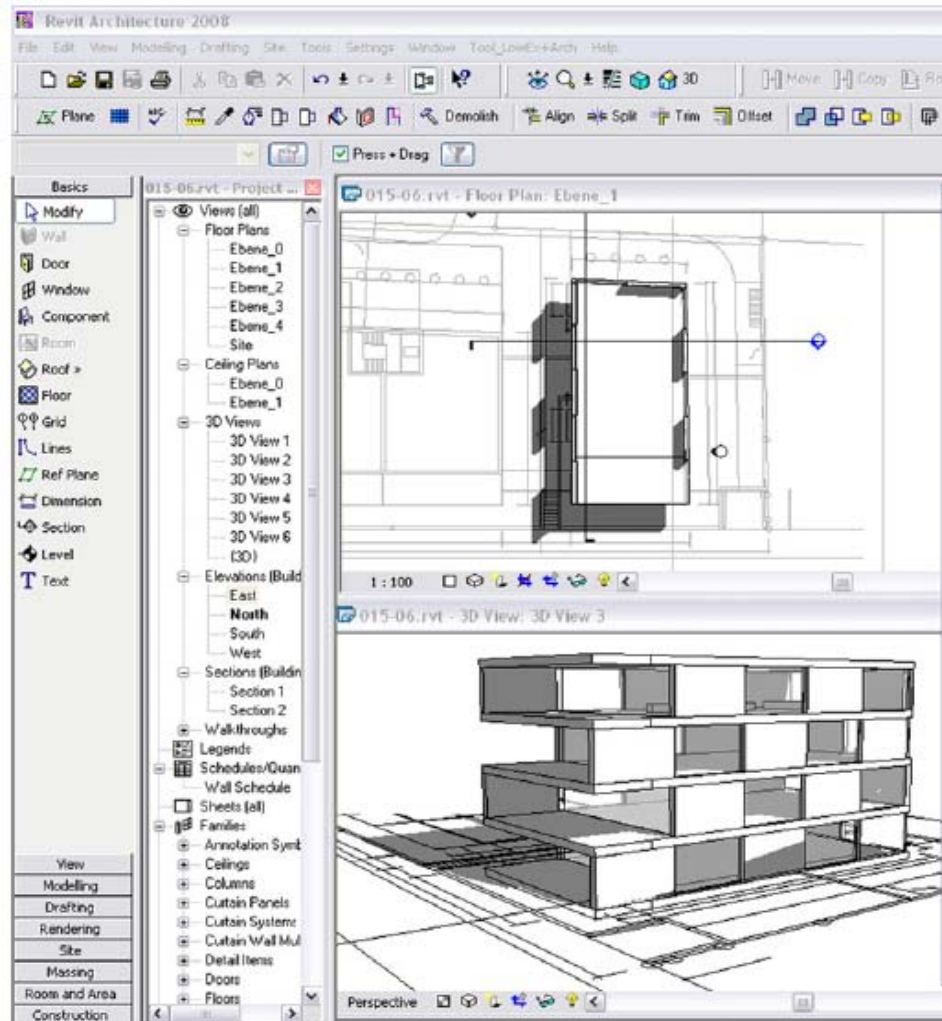 Revit Architecture 2008
File Edit View Modelling Drafting Site Tools Settings Window Tool_LowEx+Arch Help
3D Move Copy
Plane Demolish Align Split Trim Offset
Press + Drag
Basics
Modify
Wall
Door
Window
Component
Room
Roof »
Floor
Grid
Lines
Ref Plane
Dimension
Section
Level
Text
View
Modelling
Drafting
Rendering
Site
Massing
Room and Area
Construction
015-06.rvt - Project ...
Views (all)
Floor Plans
Ebene_0
Ebene_1
Ebene_2
Ebene_3
Ebene_4
Site
Ceiling Plans
Ebene_0
Ebene_1
3D Views
3D View 1
3D View 2
3D View 3
3D View 4
3D View 5
3D View 6
{3D}
Elevations (Build
East
North
South
West
Sections (Buildin
Section 1
Section 2
Walkthroughs
Legends
Schedules/Quan
Wall Schedule
Sheets (all)
Families
Annotation Symb
Ceilings
Columns
Curtain Panels
Curtain Systems
Curtain Wall Mul
Detail Items
Doors
Floors
015-06.rvt - Floor Plan: Ebene_1
1 : 100
015-06.rvt - 3D View: 3D View 3
Perspective